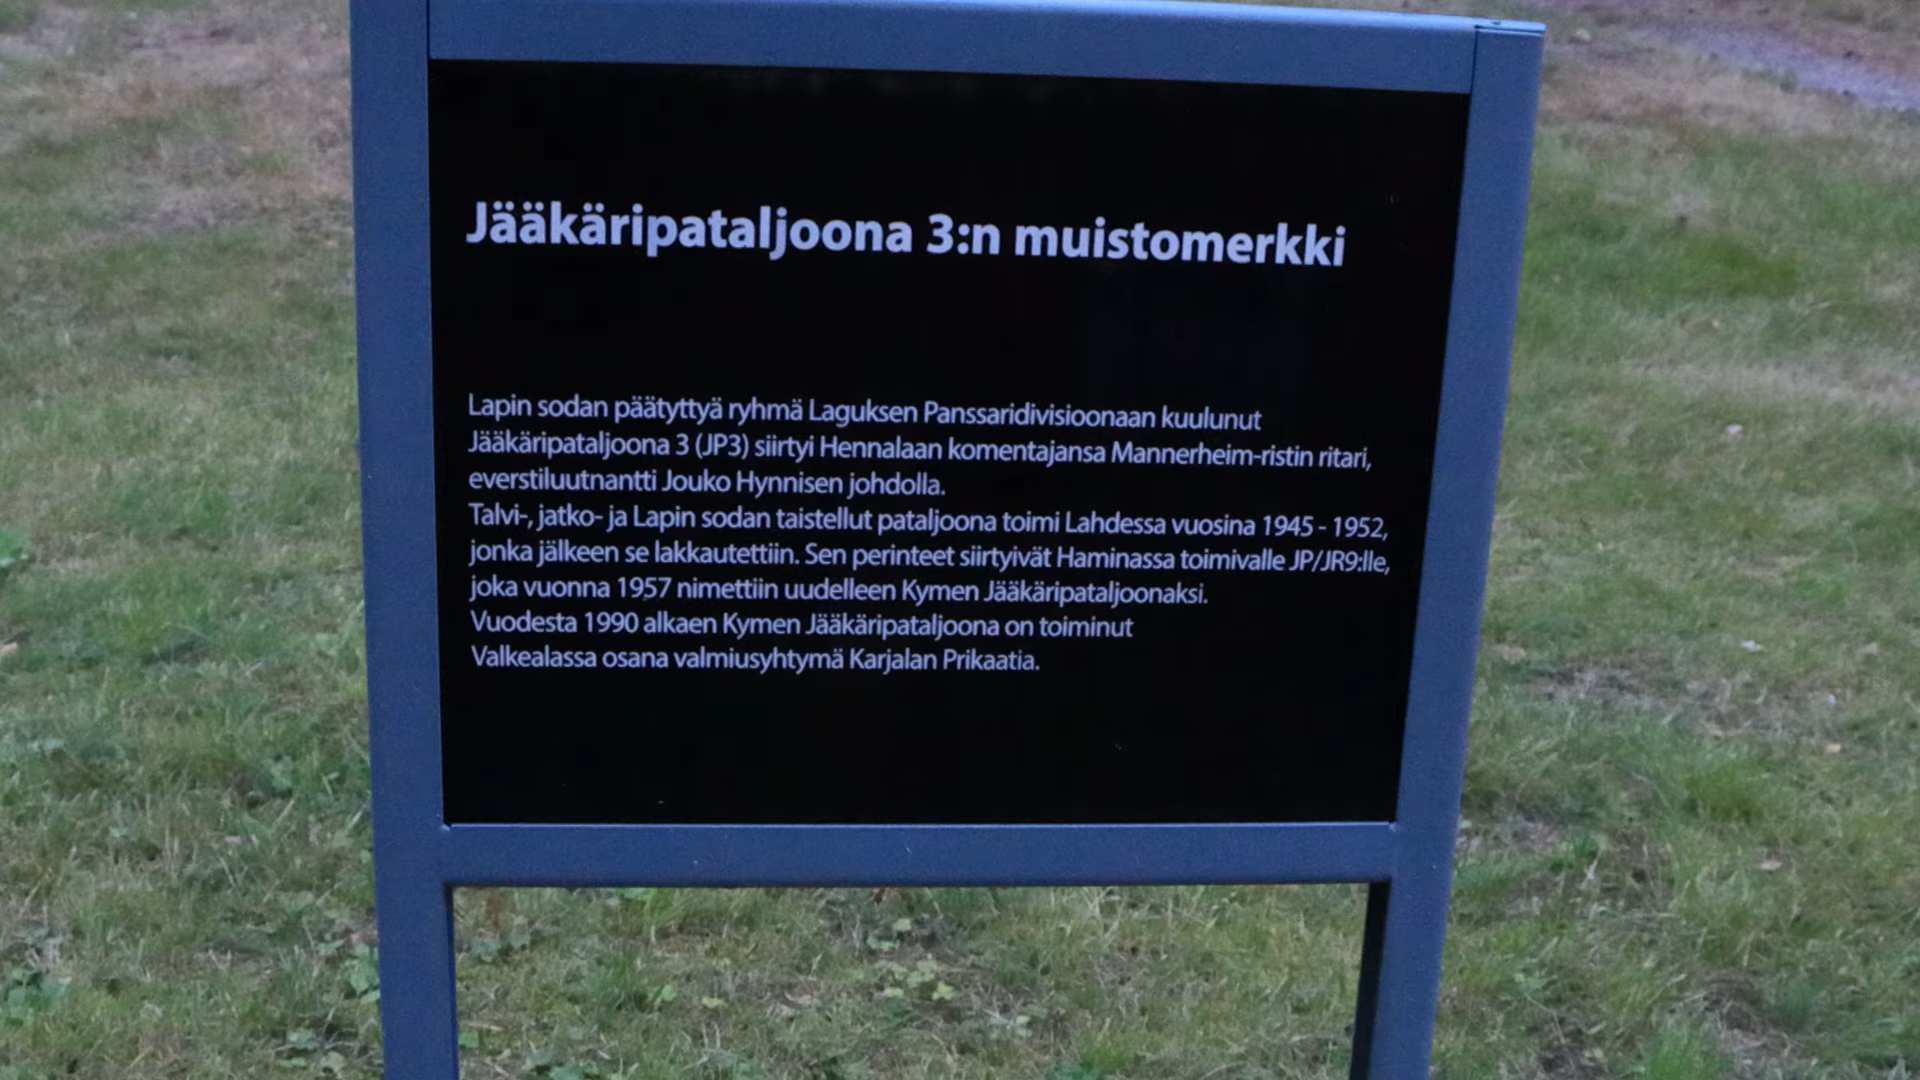 Jääkäripataljoona 3:n muistomerkki
Lapin sodan päätyttyä ryhmä Laguksen Panssaridivisioonaan kuulunut
Jääkäripataljoona 3 (JP3) siirtyi Hennalaan komentajansa Mannerheim-ristin ritari,
everstiluutnantti Jouko Hynnisen johdolla.
Talvi-, jatko- ja Lapin sodan taistellut pataljoona toimi Lahdessa vuosina 1945 - 1952,
jonka jälkeen se lakkautettiin. Sen perinteet siirtyivät Haminassa toimivalle JP/JR9:lle,
joka vuonna 1957 nimettiin uudelleen Kymen Jääkäripataljoonaksi.
Vuodesta 1990 alkaen Kymen Jääkäripataljoona on toiminut
Valkealassa osana valmiusyhtymä Karjalan Prikaatia.